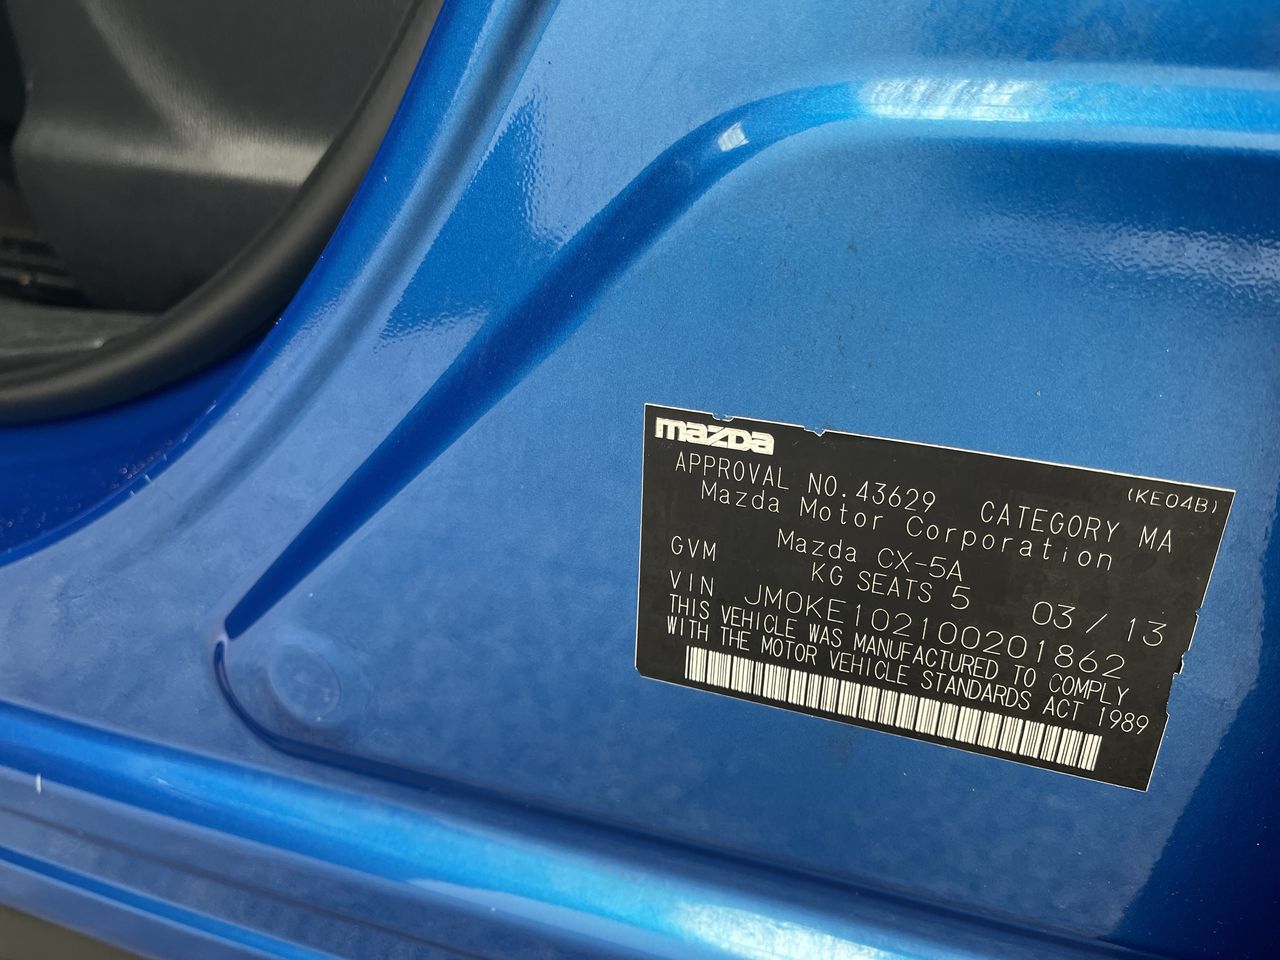 mazda
(KE04B)
APPROVAL NO.43629 CATEGORY MA
Mazda Motor Corporation
Mazda CX-5A
GVM KG SEATS 5 03/13
VIN JM0KE102100201862
THIS VEHICLE WAS MANUFACTURED TO COMPLY
WITH THE MOTOR VEHICLE STANDARDS ACT 1989